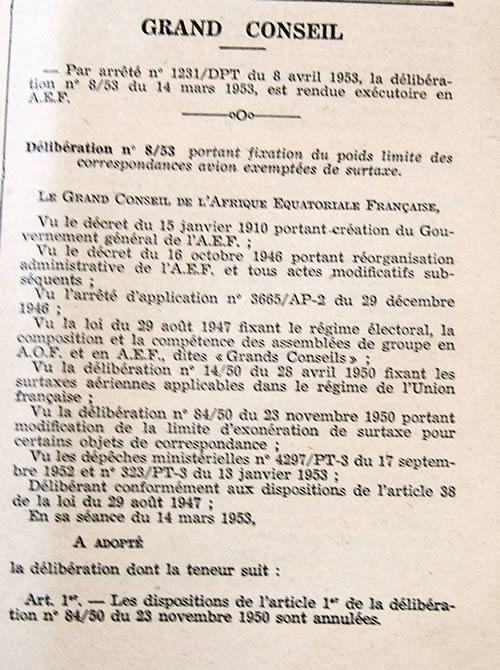 GRAND CONSEIL
— Par arrêté n° 1231/DPT du 8 avril 1953, la délibéra-
tion n° 8/53 du 14 mars 1953, est rendue exécutoire en
A.E.F.
—oOo—
Délibération n° 8/53 portant fixation du poids limite des
correspondances avion exemptées de surtaxe.
LE GRAND CONSEIL DE L'AFRIQUE EQUATORIALE FRANÇAISE,
Vu le décret du 15 janvier 1910 portant création du Gou-
vernement général de l'A.E.F. ;
Vu le décret du 16 octobre 1946 portant réorganisation
administrative de l'A.E.F. et tous actes modificatifs sub-
séquents ;
Vu l'arrêté d'application n° 3665/AP-2 du 29 décembre
1946 ;
Vu la loi du 29 août 1947 fixant le régime électoral, la
composition et la compétence des assemblées de groupe en
A.O.F. et en A.E.F., dites « Grands Conseils » ;
Vu la délibération n° 14/50 du 28 avril 1950 fixant les
surtaxes aériennes applicables dans le régime de l'Union
française ;
Vu la délibération n° 84/50 du 23 novembre 1950 portant
modification de la limite d'exonération de surtaxe pour
certains objets de correspondance ;
Vu les dépêches ministérielles n° 4297/PT-3 du 17 septem-
bre 1952 et n° 323/PT-3 du 13 janvier 1953 ;
Délibérant conformément aux dispositions de l'article 38
de la loi du 29 août 1947 ;
En sa séance du 14 mars 1953,
A ADOPTÉ
la délibération dont la teneur suit :
Art. 1er. — Les dispositions de l'article 1er de la délibéra-
tion n° 84/50 du 23 novembre 1950 sont annulées.